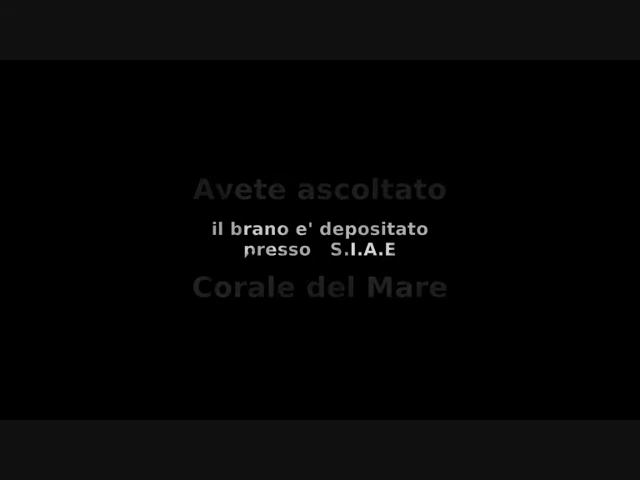 Avete ascoltato
il brano e' depositato
presso S.I.A.E
Corale del Mare